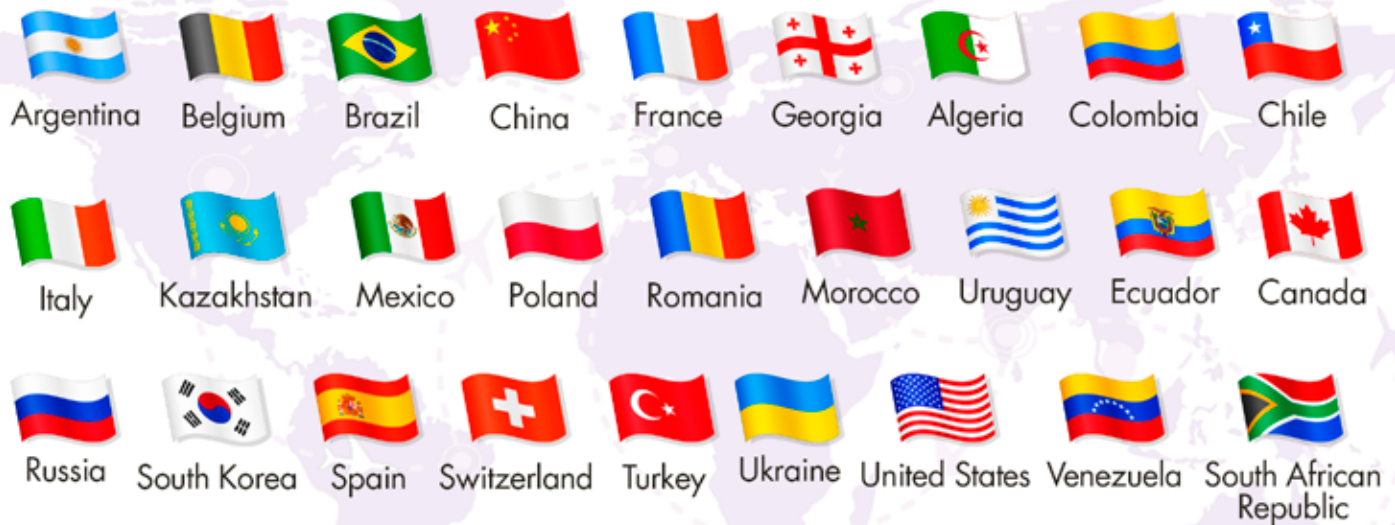 Argentina Belgium Brazil China France Georgia Algeria Colombia Chile
Italy Kazakhstan Mexico Poland Romania Morocco Uruguay Ecuador Canada
Russia South Korea Spain Switzerland Turkey Ukraine United States Venezuela South African
Republic